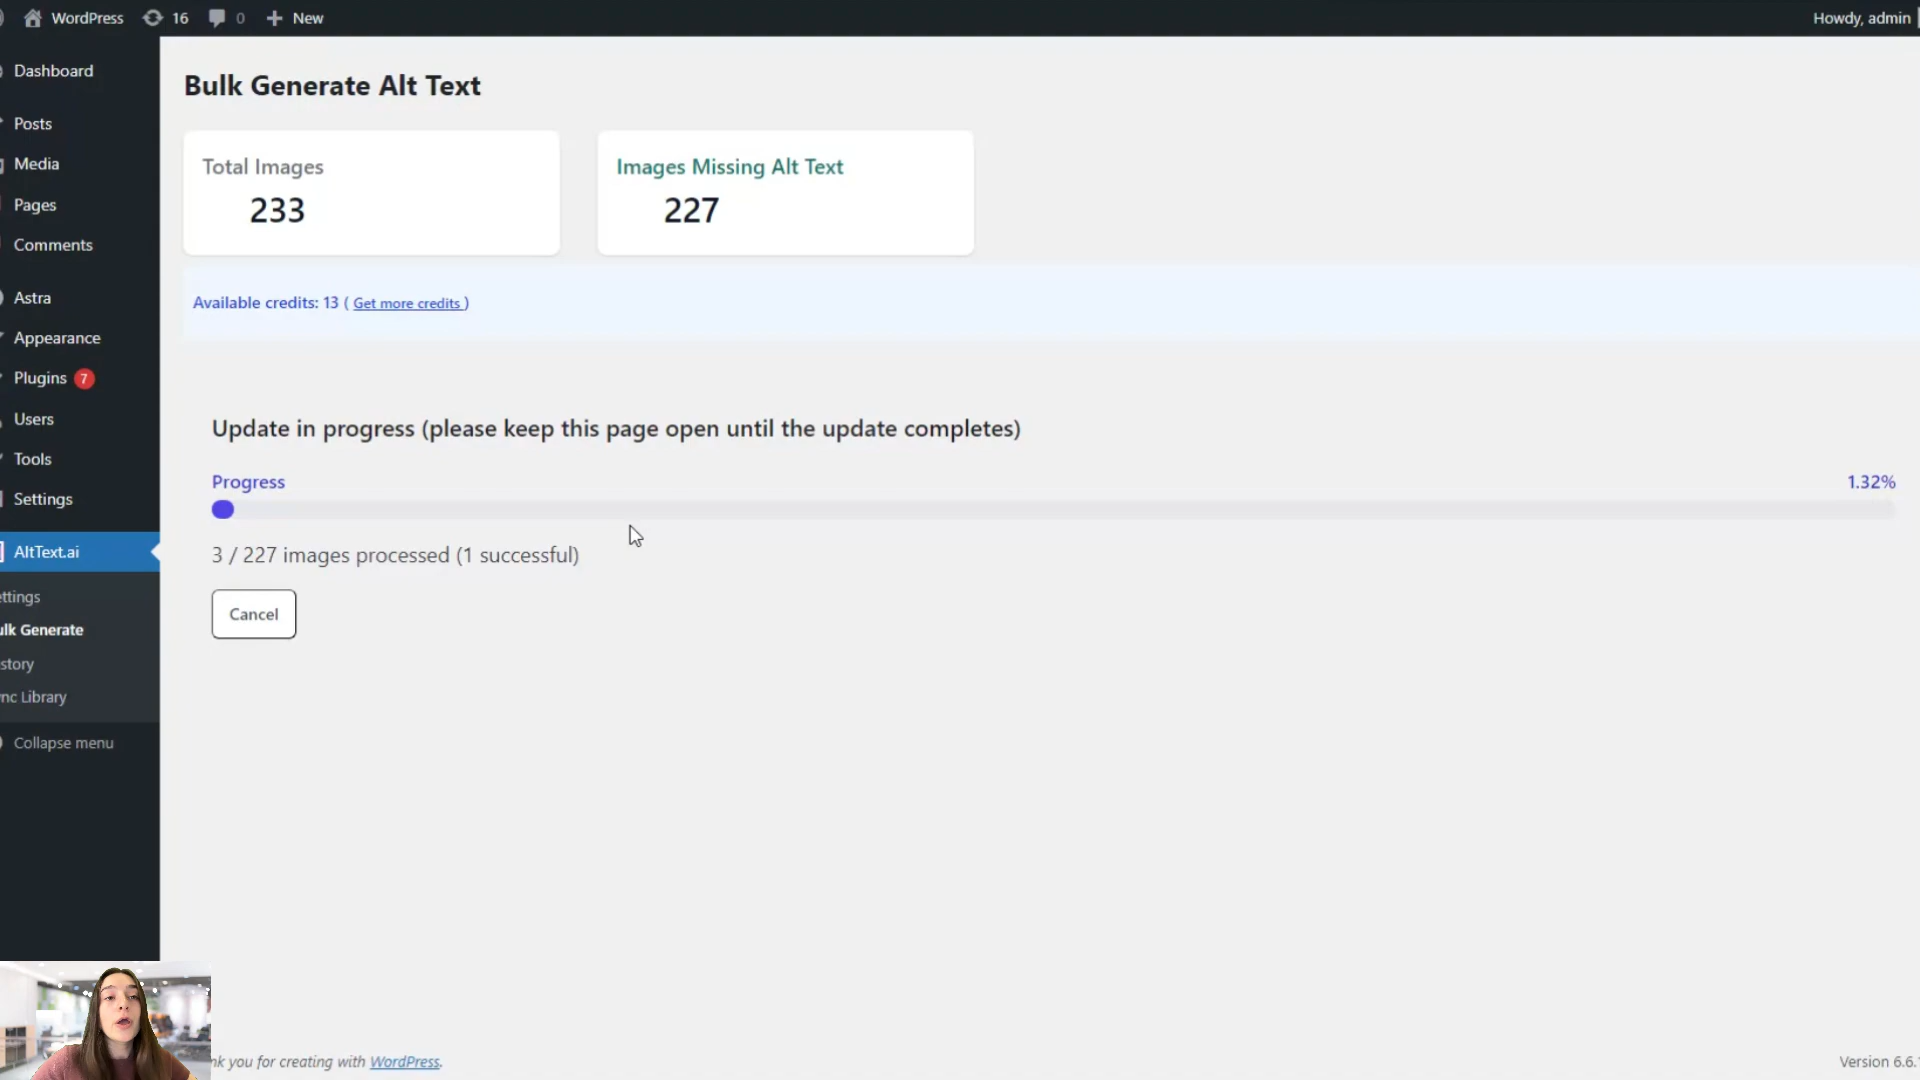 WordPress 16 0 New Howdy, admin
Dashboard
Posts
Media
Pages
Comments
Astra
Appearance
Plugins 7
Users
Tools
Settings
AltText.ai
ettings
ulk Generate
story
nc Library
Collapse menu
Bulk Generate Alt Text
Total Images
233
Images Missing Alt Text
227
Available credits: 13 ( Get more credits )
Update in progress (please keep this page open until the update completes)
Progress 1.32%
3 / 227 images processed (1 successful)
Cancel
nk you for creating with WordPress.
Version 6.6.